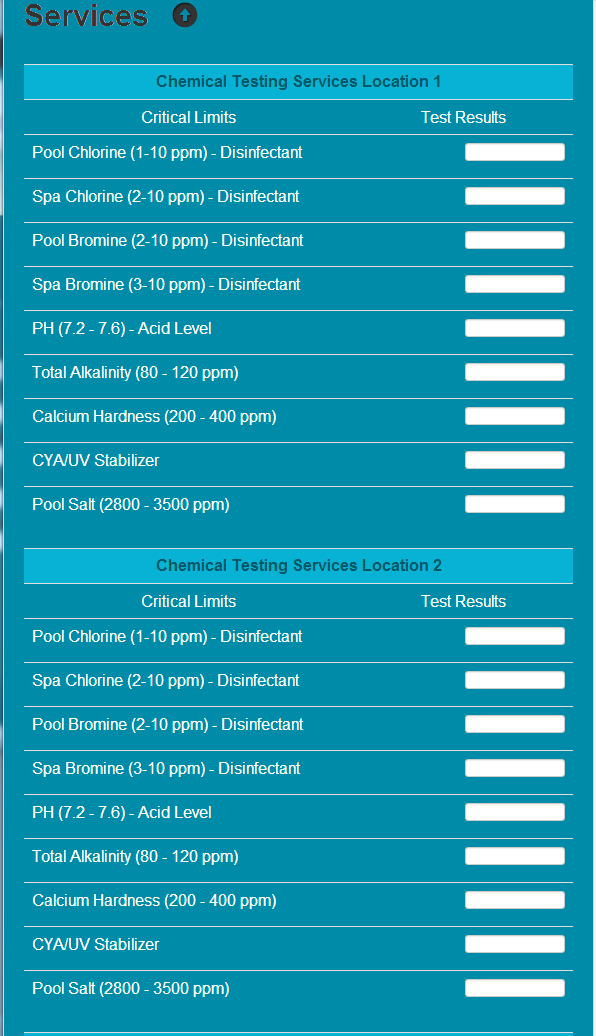 Services
Chemical Testing Services Location 1
Critical Limits Test Results
Pool Chlorine (1-10 ppm) - Disinfectant
Spa Chlorine (2-10 ppm) - Disinfectant
Pool Bromine (2-10 ppm) - Disinfectant
Spa Bromine (3-10 ppm) - Disinfectant
PH (7.2 - 7.6) - Acid Level
Total Alkalinity (80 - 120 ppm)
Calcium Hardness (200 - 400 ppm)
CYA/UV Stabilizer
Pool Salt (2800 - 3500 ppm)
Chemical Testing Services Location 2
Critical Limits Test Results
Pool Chlorine (1-10 ppm) - Disinfectant
Spa Chlorine (2-10 ppm) - Disinfectant
Pool Bromine (2-10 ppm) - Disinfectant
Spa Bromine (3-10 ppm) - Disinfectant
PH (7.2 - 7.6) - Acid Level
Total Alkalinity (80 - 120 ppm)
Calcium Hardness (200 - 400 ppm)
CYA/UV Stabilizer
Pool Salt (2800 - 3500 ppm)